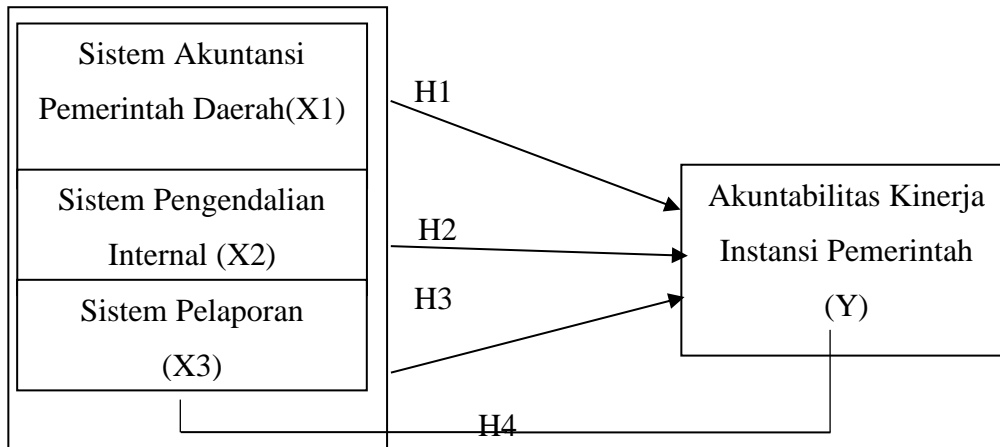 Sistem Akuntansi
Pemerintah Daerah(X1)
Sistem Pengendalian
Internal (X2)
Sistem Pelaporan
(X3)
H1
H2
H3
H4
Akuntabilitas Kinerja
Instansi Pemerintah
(Y)